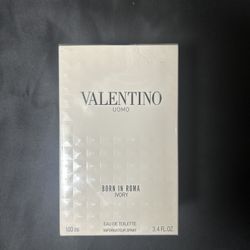 VALENTINO
UOMO
BORN IN ROMA
IVORY
EAU DE TOILETTE
100 ml VAPORISATEUR SPRAY 3.4 FL.OZ